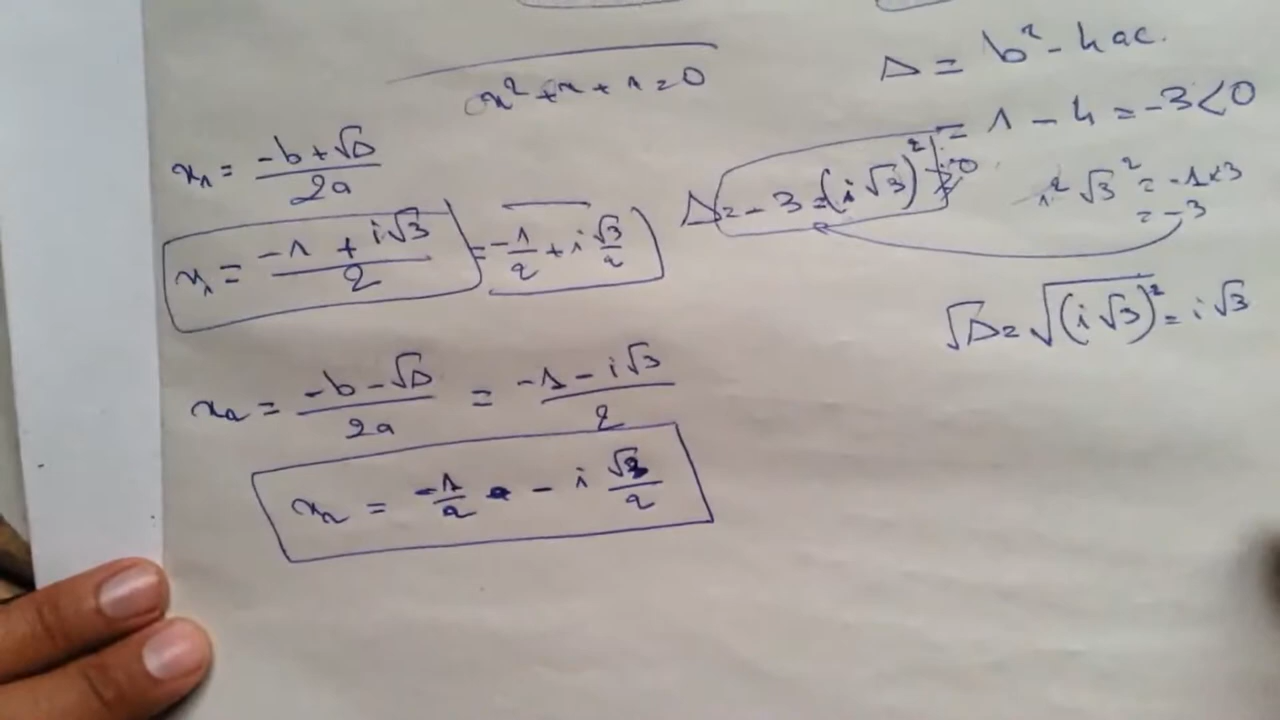 x² + x + 1 = 0
Δ = b² - 4ac.
= 1 - 4 = -3 < 0
x₁ = (-b + √Δ) / 2a
Δ = -3 = (i√3)²
i² √3² = -1×3
= -3
x₁ = (-1 + i√3) / 2 = -1/2 + i √3/2
√Δ = √(i√3)² = i√3
x₂ = (-b - √Δ) / 2a = (-1 - i√3) / 2
x₂ = -1/2 - i √3/2